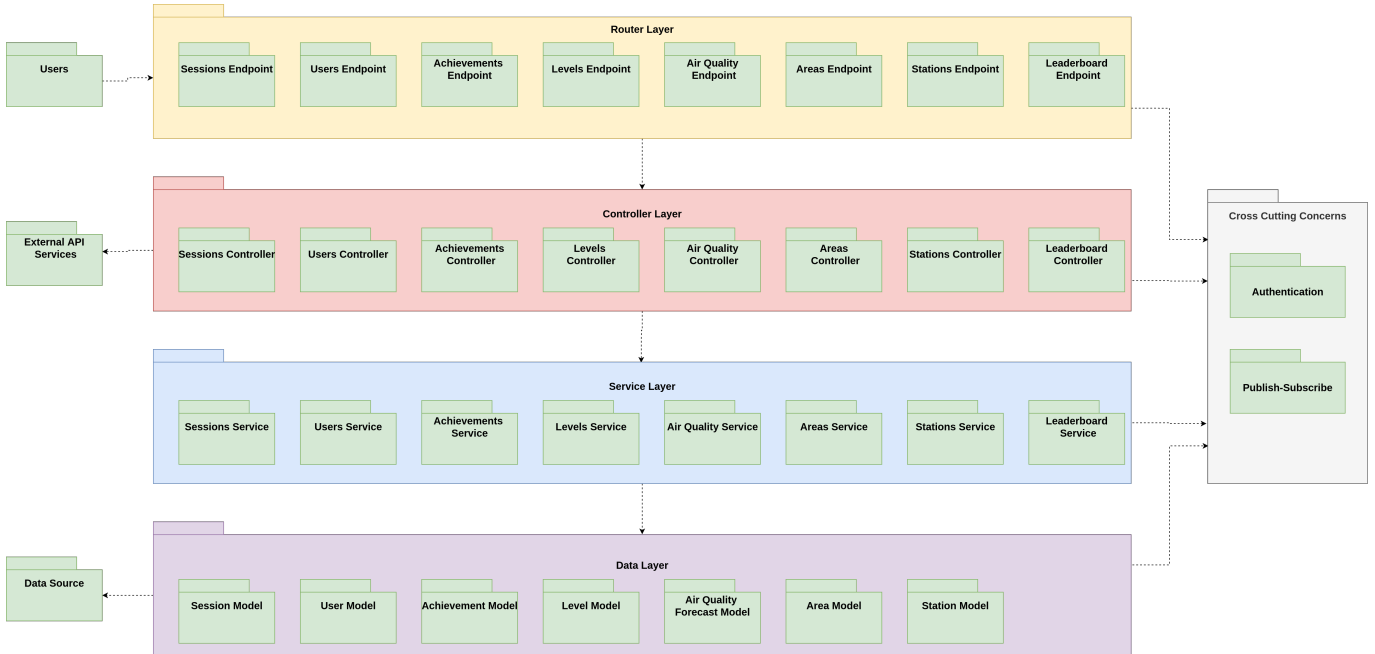 Router Layer
Users
Sessions Endpoint
Users Endpoint
Achievements
Endpoint
Levels Endpoint
Air Quality
Endpoint
Areas Endpoint
Stations Endpoint
Leaderboard
Endpoint
Controller Layer
External API
Services
Sessions Controller
Users Controller
Achievements
Controller
Levels
Controller
Air Quality
Controller
Areas
Controller
Stations Controller
Leaderboard
Controller
Cross Cutting Concerns
Authentication
Publish-Subscribe
Service Layer
Sessions Service
Users Service
Achievements
Service
Levels Service
Air Quality Service
Areas Service
Stations Service
Leaderboard
Service
Data Layer
Data Source
Session Model
User Model
Achievement Model
Level Model
Air Quality
Forecast Model
Area Model
Station Model